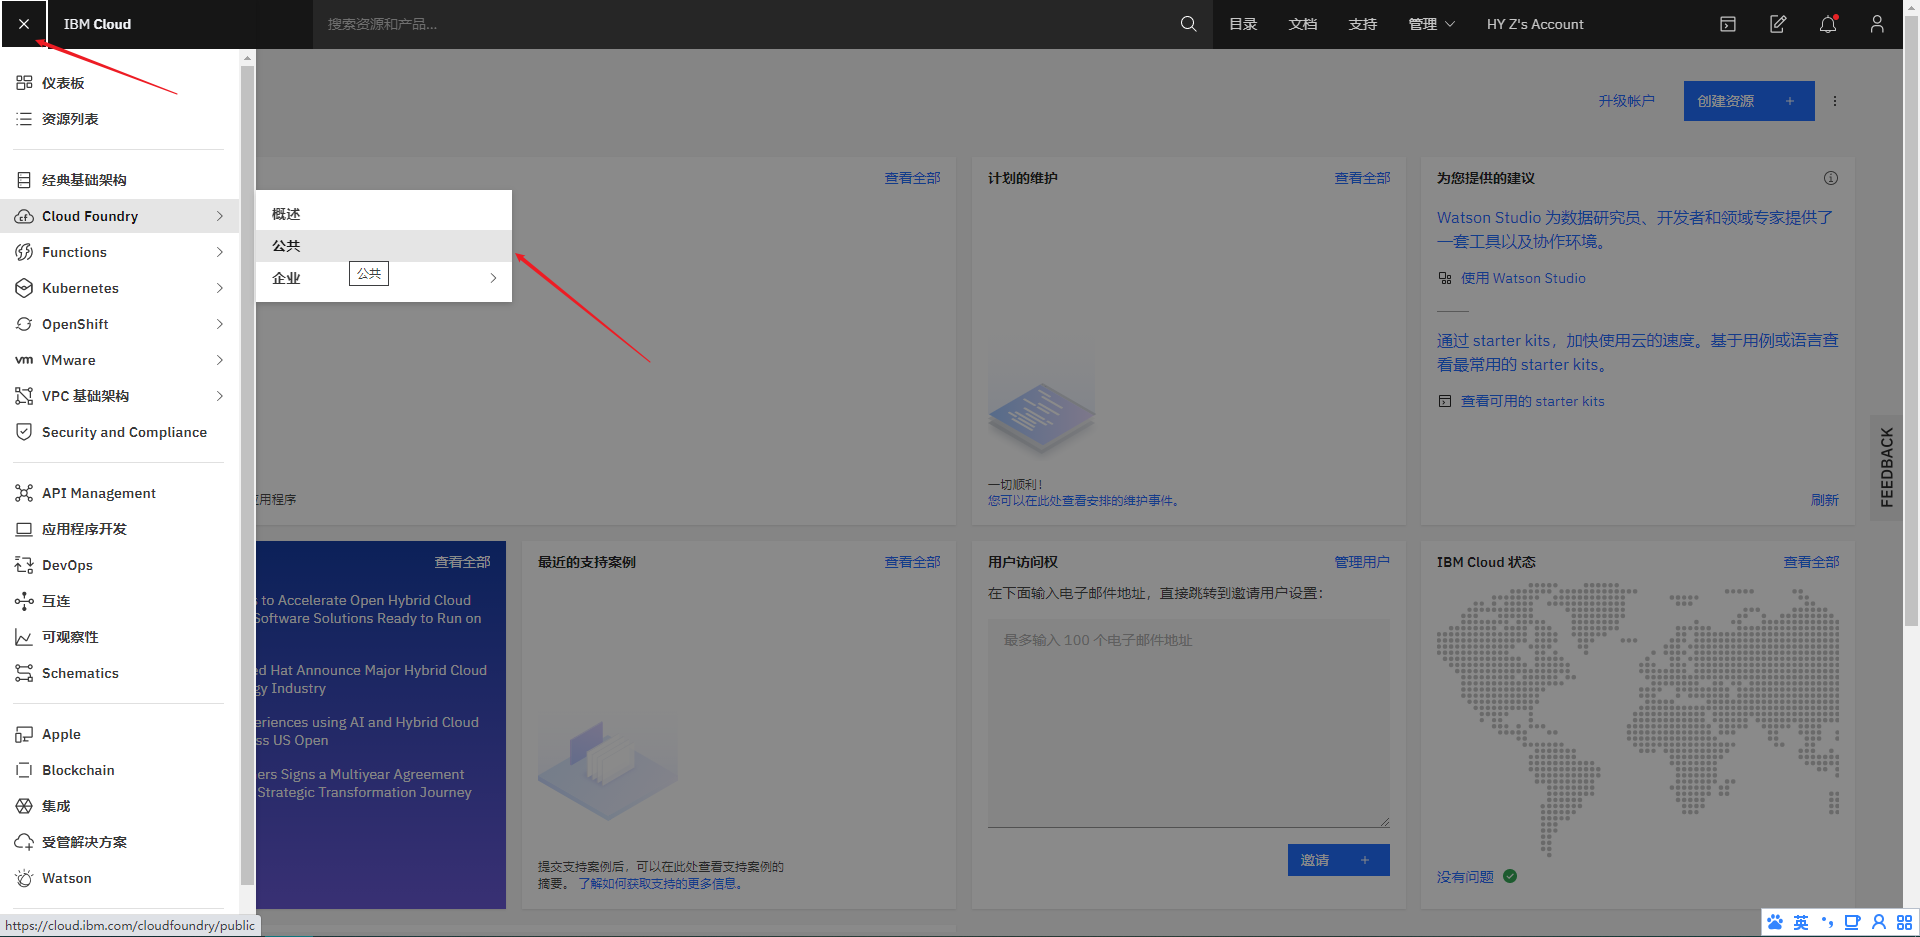 IBM Cloud
搜索资源和产品...
目录
文档
支持
管理
HY Z's Account
仪表板
资源列表
经典基础架构
Cloud Foundry
Functions
Kubernetes
OpenShift
vm VMware
VPC 基础架构
Security and Compliance
API Management
应用程序开发
DevOps
互连
可观察性
Schematics
Apple
Blockchain
集成
受管解决方案
Watson
https://cloud.ibm.com/cloudfoundry/public
概述
公共
企业
公共
升级帐户
创建资源 +
查看全部
用程序
计划的维护
查看全部
一切顺利！
您可以在此处查看安排的维护事件。
为您提供的建议
Watson Studio 为数据研究员、开发者和领域专家提供了
一套工具以及协作环境。
使用 Watson Studio
通过 starter kits，加快使用云的速度。基于用例或语言查
看最常用的 starter kits。
查看可用的 starter kits
刷新
FEEDBACK
查看全部
s to Accelerate Open Hybrid Cloud
Software Solutions Ready to Run on
ed Hat Announce Major Hybrid Cloud
gy Industry
eriences using AI and Hybrid Cloud
ss US Open
ers Signs a Multiyear Agreement
Strategic Transformation Journey
最近的支持案例
查看全部
提交支持案例后，可以在此处查看支持案例的
摘要。 了解如何获取支持的更多信息。
用户访问权
管理用户
在下面输入电子邮件地址，直接跳转到邀请用户设置：
最多输入 100 个电子邮件地址
邀请 +
IBM Cloud 状态
查看全部
没有问题
英